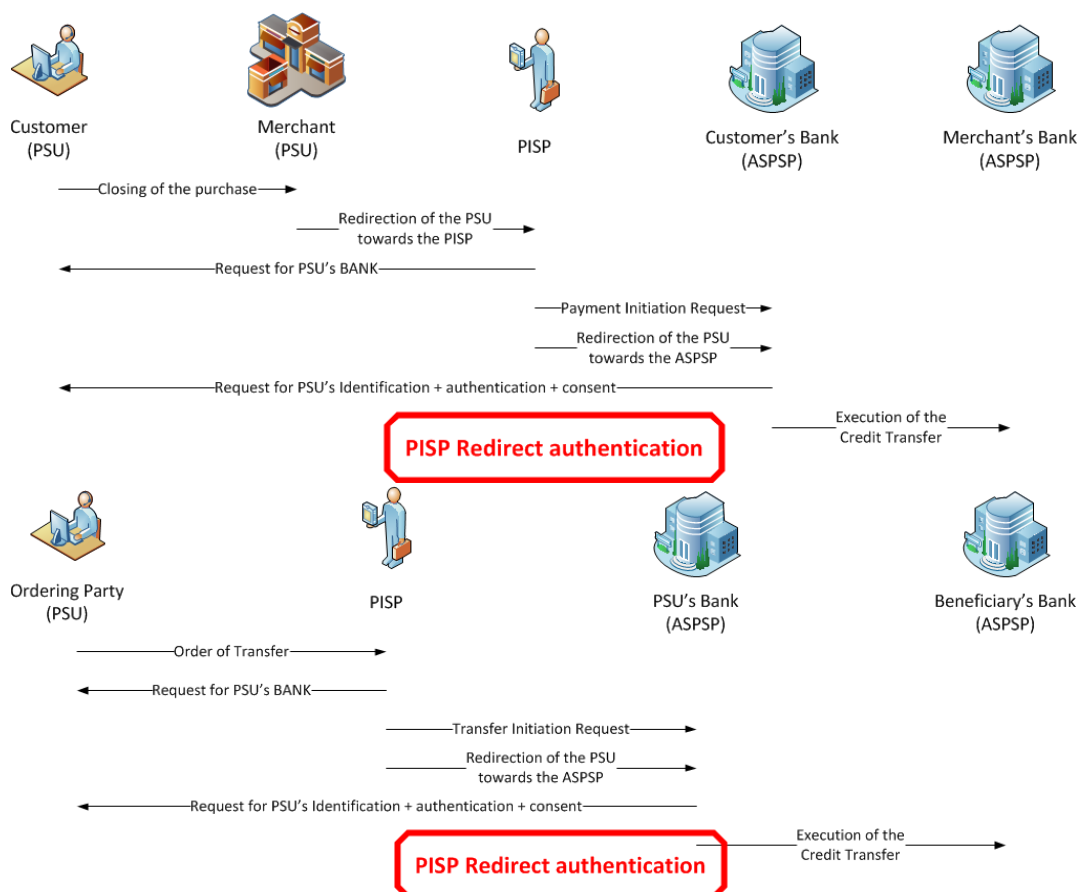 Customer
(PSU)
Merchant
(PSU)
PISP
Customer's Bank
(ASPSP)
Merchant's Bank
(ASPSP)
Closing of the purchase
Redirection of the PSU
towards the PISP
Request for PSU's BANK
Payment Initiation Request
Redirection of the PSU
towards the ASPSP
Request for PSU's Identification + authentication + consent
Execution of the
Credit Transfer
PISP Redirect authentication
Ordering Party
(PSU)
PISP
PSU's Bank
(ASPSP)
Beneficiary's Bank
(ASPSP)
Order of Transfer
Request for PSU's BANK
Transfer Initiation Request
Redirection of the PSU
towards the ASPSP
Request for PSU's Identification + authentication + consent
Execution of the
Credit Transfer
PISP Redirect authentication